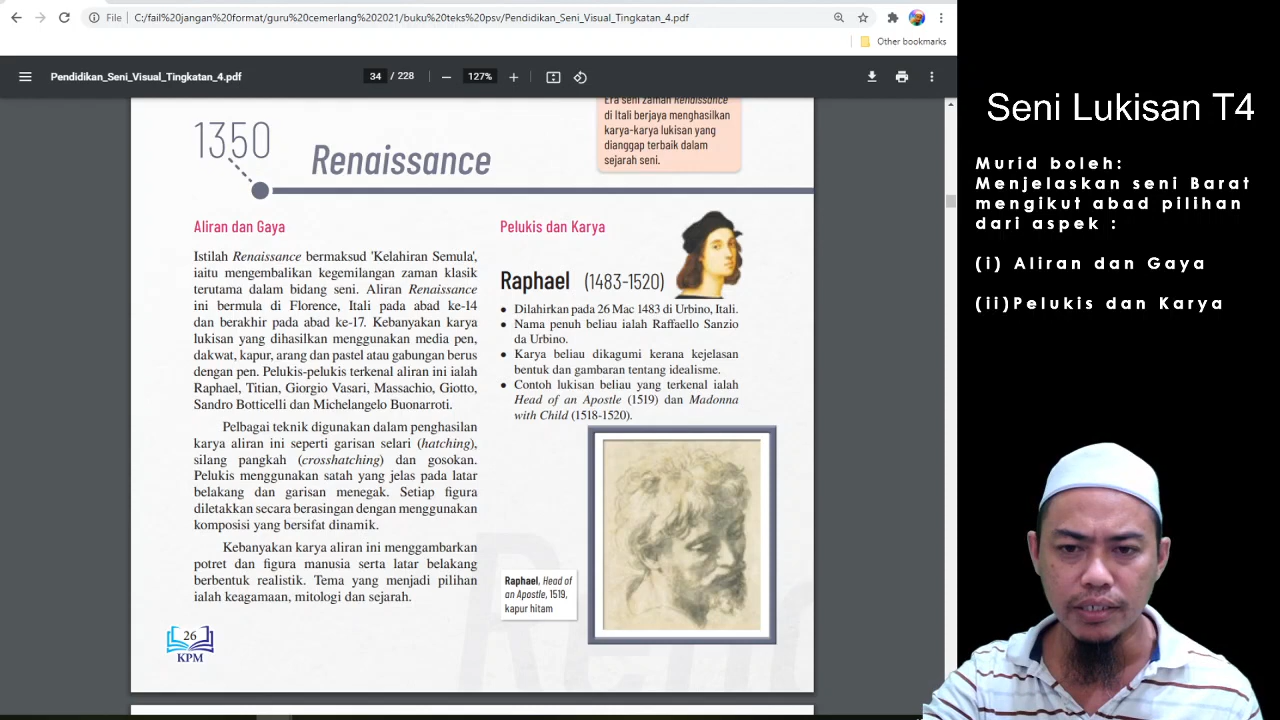 File
C:/fail%20jangan%20format/guru%20cemerlang%202021/buku%20teks%20psv/Pendidikan_Seni_Visual_Tingkatan_4.pdf
Other bookmarks
Pendidikan_Seni_Visual_Tingkatan_4.pdf
34 / 228
127%
Era seni zaman Renaissance
di Itali berjaya menghasilkan
karya-karya lukisan yang
dianggap terbaik dalam
sejarah seni.
1350
Renaissance
Aliran dan Gaya
Istilah Renaissance bermaksud 'Kelahiran Semula',
iaitu mengembalikan kegemilangan zaman klasik
terutama dalam bidang seni. Aliran Renaissance
ini bermula di Florence, Itali pada abad ke-14
dan berakhir pada abad ke-17. Kebanyakan karya
lukisan yang dihasilkan menggunakan media pen,
dakwat, kapur, arang dan pastel atau gabungan berus
dengan pen. Pelukis-pelukis terkenal aliran ini ialah
Raphael, Titian, Giorgio Vasari, Massachio, Giotto,
Sandro Botticelli dan Michelangelo Buonarroti.
Pelbagai teknik digunakan dalam penghasilan
karya aliran ini seperti garisan selari (hatching),
silang pangkah (crosshatching) dan gosokan.
Pelukis menggunakan satah yang jelas pada latar
belakang dan garisan menegak. Setiap figura
diletakkan secara berasingan dengan menggunakan
komposisi yang bersifat dinamik.
Kebanyakan karya aliran ini menggambarkan
potret dan figura manusia serta latar belakang
berbentuk realistik. Tema yang menjadi pilihan
ialah keagamaan, mitologi dan sejarah.
26
KPM
Pelukis dan Karya
Raphael (1483-1520)
• Dilahirkan pada 26 Mac 1483 di Urbino, Itali.
• Nama penuh beliau ialah Raffaello Sanzio
da Urbino.
• Karya beliau dikagumi kerana kejelasan
bentuk dan gambaran tentang idealisme.
• Contoh lukisan beliau yang terkenal ialah
Head of an Apostle (1519) dan Madonna
with Child (1518-1520).
Raphael, Head of
an Apostle, 1519,
kapur hitam
Seni Lukisan T4
Murid boleh:
Menjelaskan seni Barat
mengikut abad pilihan
dari aspek :
(i) Aliran dan Gaya
(ii)Pelukis dan Karya